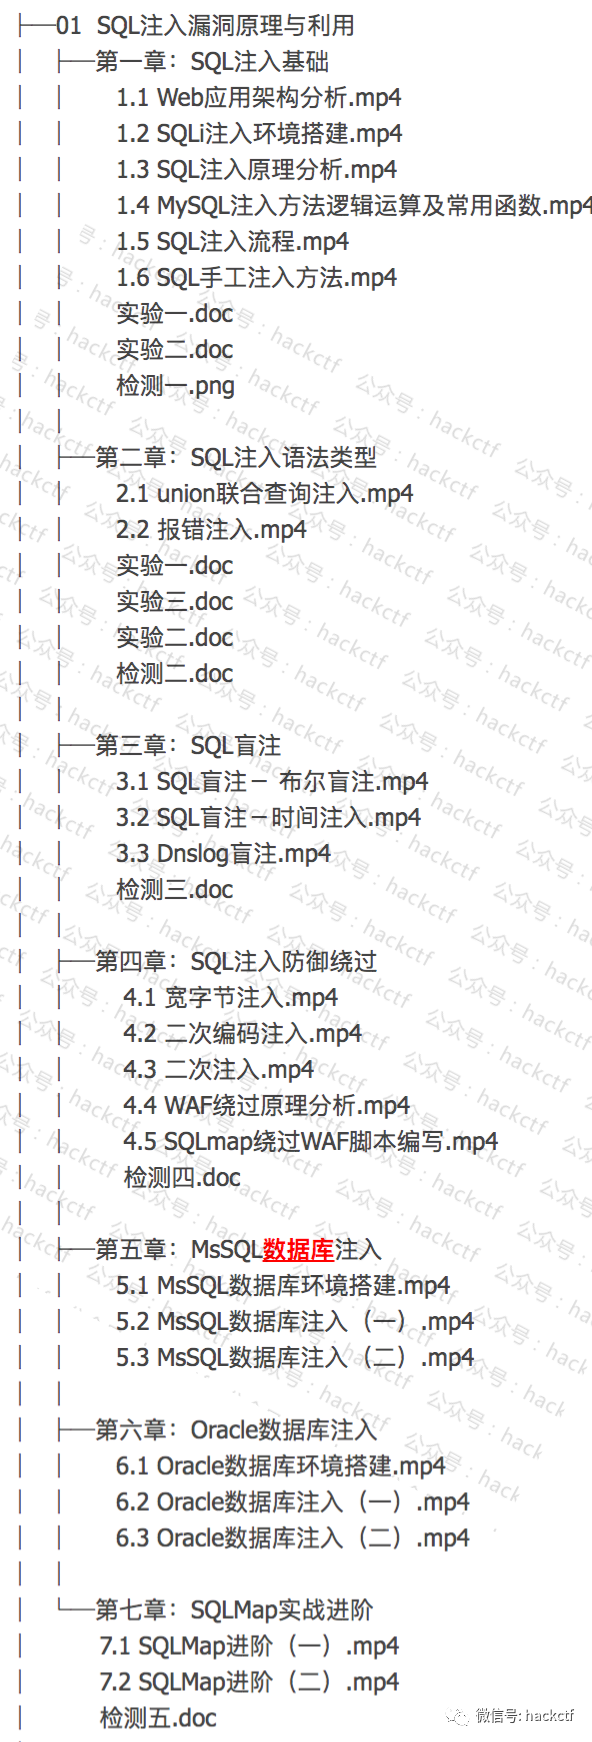 01 SQL注入漏洞原理与利用
第一章：SQL注入基础
1.1 Web应用架构分析.mp4
1.2 SQLi注入环境搭建.mp4
1.3 SQL注入原理分析.mp4
1.4 MySQL注入方法逻辑运算及常用函数.mp4
1.5 SQL注入流程.mp4
1.6 SQL手工注入方法.mp4
实验一.doc
实验二.doc
检测一.png
第二章：SQL注入语法类型
2.1 union联合查询注入.mp4
2.2 报错注入.mp4
实验一.doc
实验三.doc
实验二.doc
检测二.doc
第三章：SQL盲注
3.1 SQL盲注－ 布尔盲注.mp4
3.2 SQL盲注－时间注入.mp4
3.3 Dnslog盲注.mp4
检测三.doc
第四章：SQL注入防御绕过
4.1 宽字节注入.mp4
4.2 二次编码注入.mp4
4.3 二次注入.mp4
4.4 WAF绕过原理分析.mp4
4.5 SQLmap绕过WAF脚本编写.mp4
检测四.doc
第五章：MsSQL数据库注入
5.1 MsSQL数据库环境搭建.mp4
5.2 MsSQL数据库注入（一）.mp4
5.3 MsSQL数据库注入（二）.mp4
第六章：Oracle数据库注入
6.1 Oracle数据库环境搭建.mp4
6.2 Oracle数据库注入（一）.mp4
6.3 Oracle数据库注入（二）.mp4
第七章：SQLMap实战进阶
7.1 SQLMap进阶（一）.mp4
7.2 SQLMap进阶（二）.mp4
检测五.doc
微信号: hackctf
公众号：hackctf